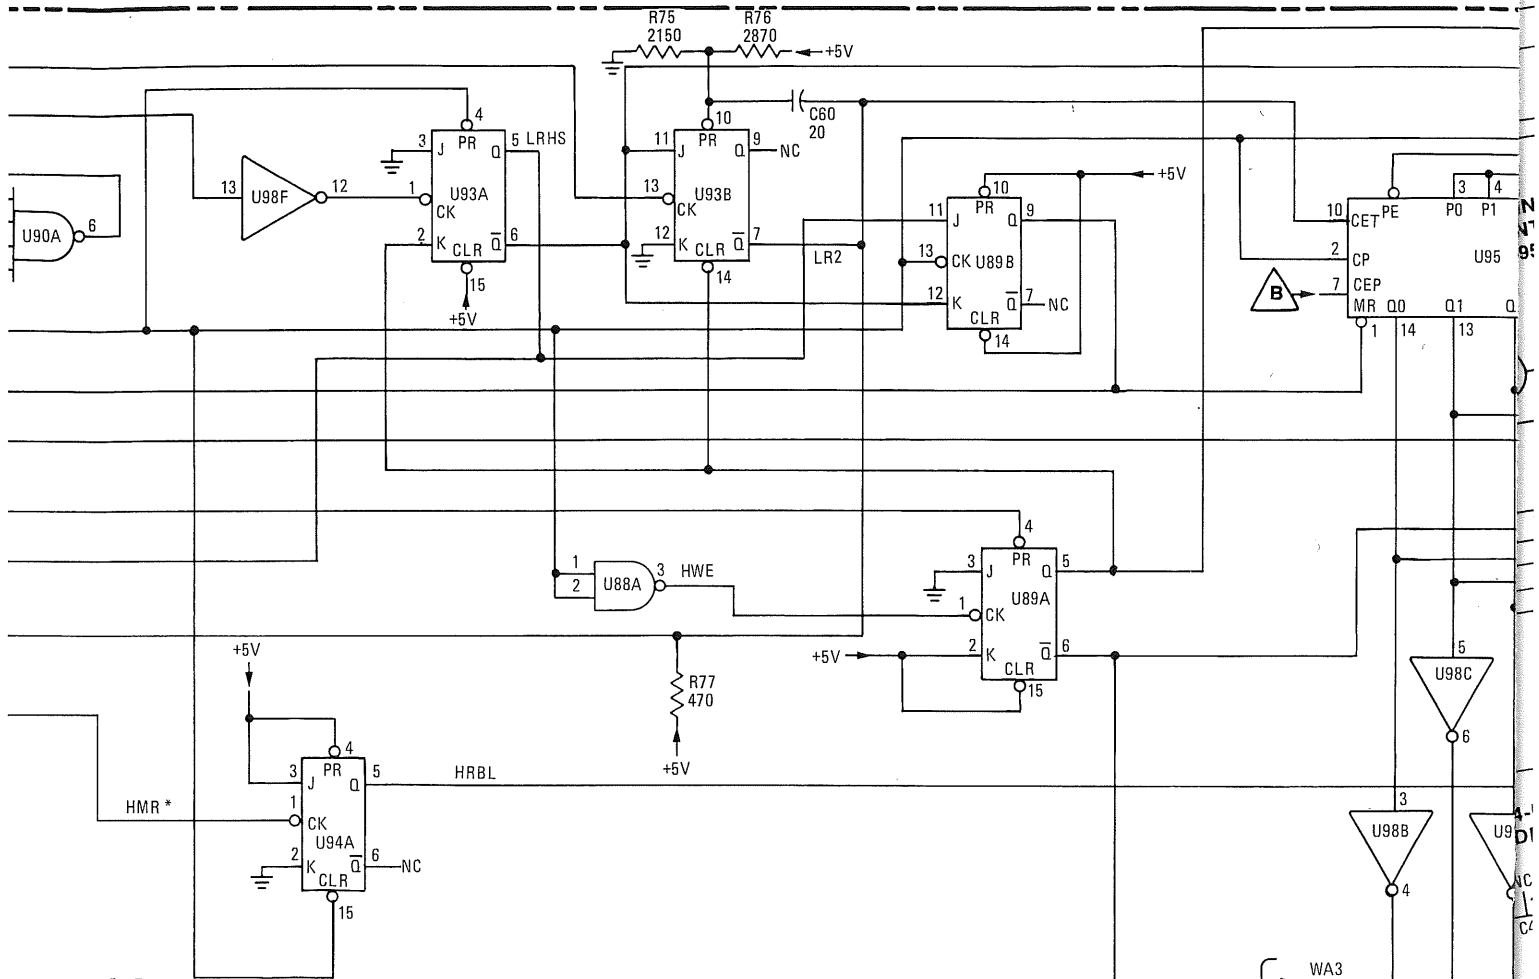 R75
2150
R76
2870
+5V
C60
20
4
3
J
PR
Q
5
LRHS
13
U98F
12
1
CK
U93A
2
K
CLR
Q
6
15
+5V
U90A
6
10
11
J
PR
Q
9
NC
13
CK
U93B
12
K
CLR
Q
7
14
LR2
+5V
10
11
J
PR
Q
9
13
CK
U89B
12
K
Q
7
NC
CLR
14
3
4
10
CET
PE
P0
P1
2
CP
U95
B
7
CEP
MR
Q0
Q1
Q
1
14
13
4
3
J
PR
Q
5
1
2
U88A
3
HWE
1
CK
U89A
+5V
2
K
Q
6
CLR
15
R77
470
+5V
+5V
4
3
J
PR
Q
5
HRBL
HMR *
1
CK
U94A
2
K
Q
6
NC
CLR
15
5
U98C
6
3
U98B
4
U9
WA3